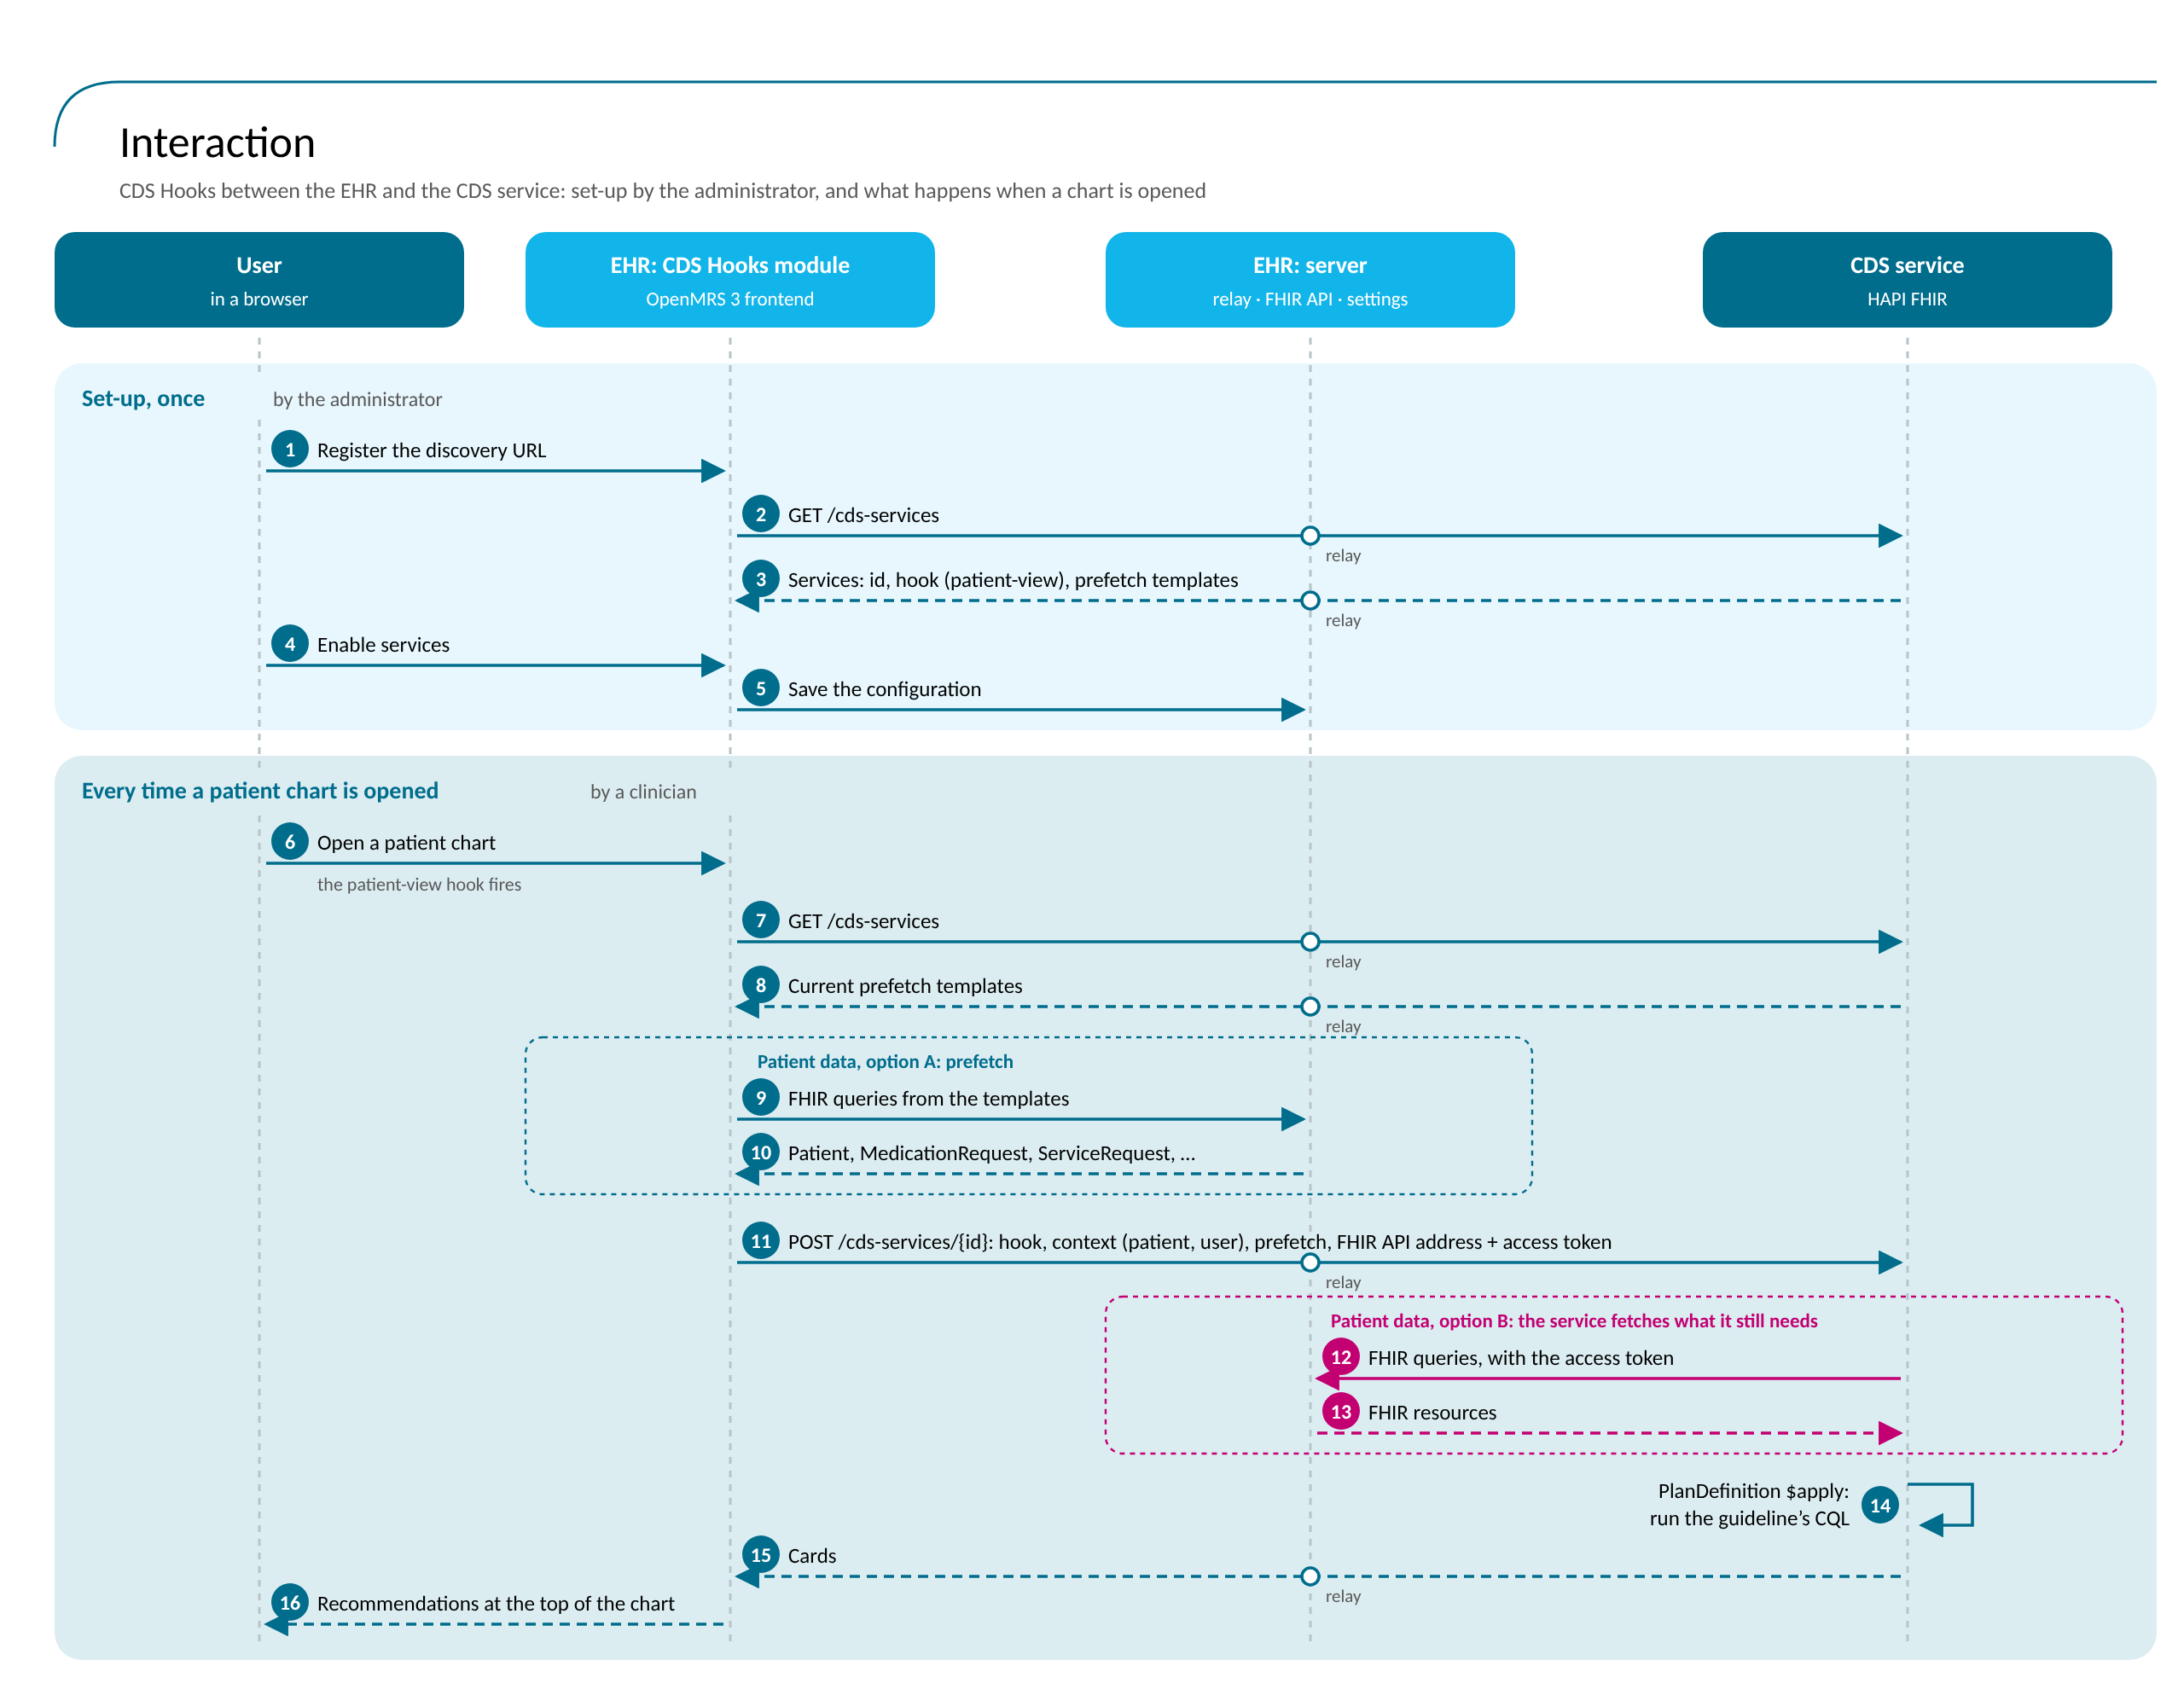 Interaction
CDS Hooks between the EHR and the CDS service: set-up by the administrator, and what happens when a chart is opened
User
in a browser
EHR: CDS Hooks module
OpenMRS 3 frontend
EHR: server
relay · FHIR API · settings
CDS service
HAPI FHIR
Set-up, once by the administrator
1 Register the discovery URL
2 GET /cds-services
relay
3 Services: id, hook (patient-view), prefetch templates
relay
4 Enable services
5 Save the configuration
Every time a patient chart is opened by a clinician
6 Open a patient chart
the patient-view hook fires
7 GET /cds-services
relay
8 Current prefetch templates
relay
Patient data, option A: prefetch
9 FHIR queries from the templates
10 Patient, MedicationRequest, ServiceRequest, ...
11 POST /cds-services/{id}: hook, context (patient, user), prefetch, FHIR API address + access token
relay
Patient data, option B: the service fetches what it still needs
12 FHIR queries, with the access token
13 FHIR resources
PlanDefinition $apply:
run the guideline’s CQL 14
15 Cards
relay
16 Recommendations at the top of the chart